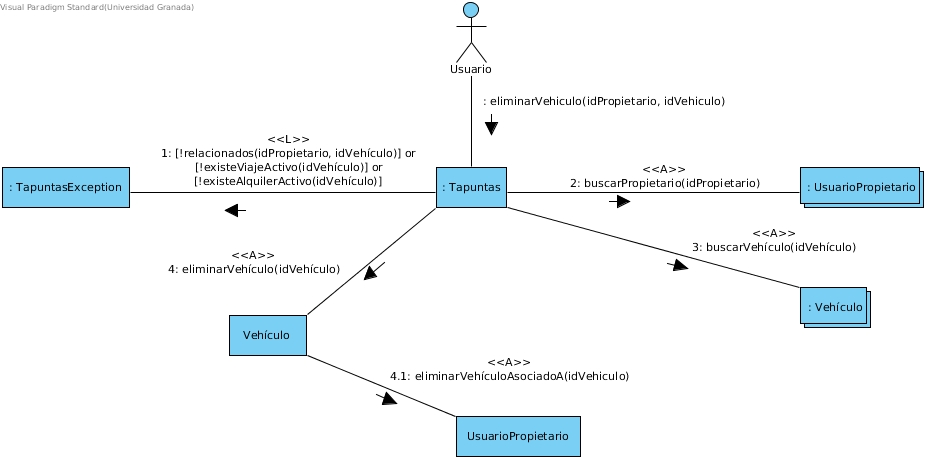 Visual Paradigm Standard(Universidad Granada)
Usuario
: eliminarVehiculo(idPropietario, idVehiculo)
<<L>>
1: [!relacionados(idPropietario, idVehículo)] or
[!existeViajeActivo(idVehículo)] or
[!existeAlquilerActivo(idVehículo)]
: TapuntasException
: Tapuntas
<<A>>
2: buscarPropietario(idPropietario)
: UsuarioPropietario
<<A>>
3: buscarVehículo(idVehículo)
<<A>>
4: eliminarVehículo(idVehículo)
: Vehículo
Vehículo
<<A>>
4.1: eliminarVehículoAsociadoA(idVehiculo)
UsuarioPropietario